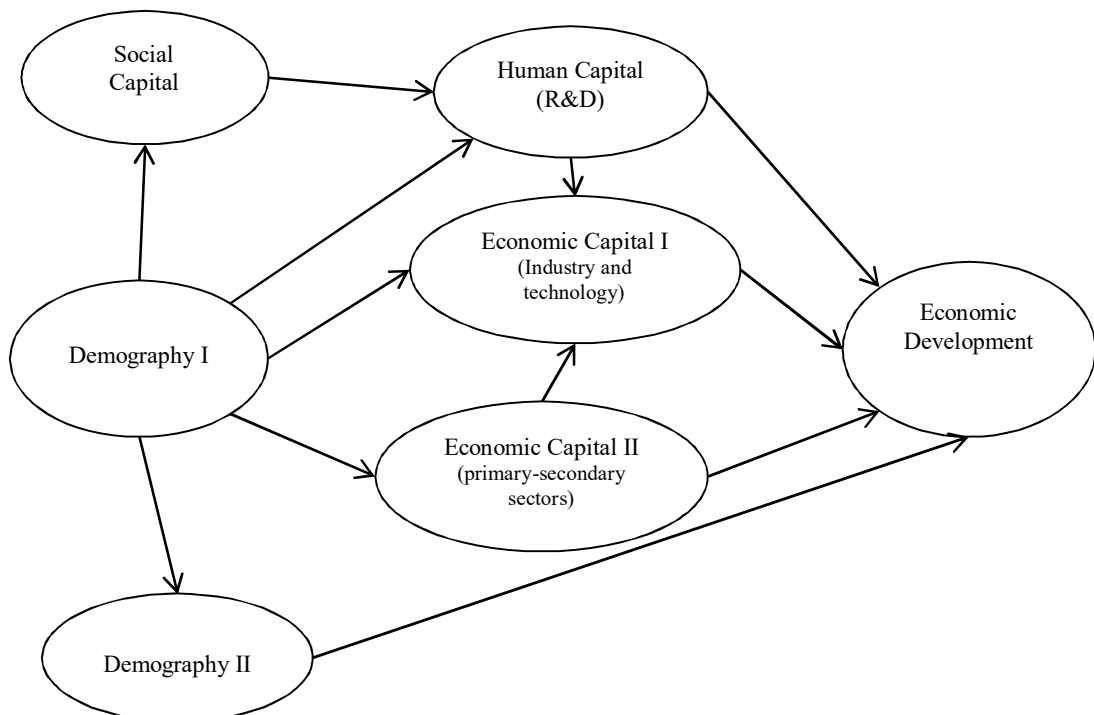 Social
Capital
Human Capital
(R&D)
Economic Capital I
(Industry and
technology)
Economic
Development
Demography I
Economic Capital II
(primary-secondary
sectors)
Demography II